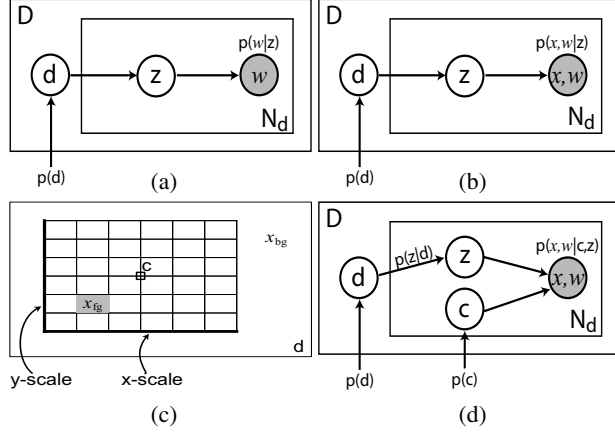 D
p(w|z)
d
z
w
N_d
p(d)
(a)
D
p(x,w|z)
d
z
x,w
N_d
p(d)
(b)
x_bg
c
x_fg
d
y-scale
x-scale
(c)
D
p(z|d)
z
p(x,w|c,z)
d
x,w
c
N_d
p(d)
p(c)
(d)